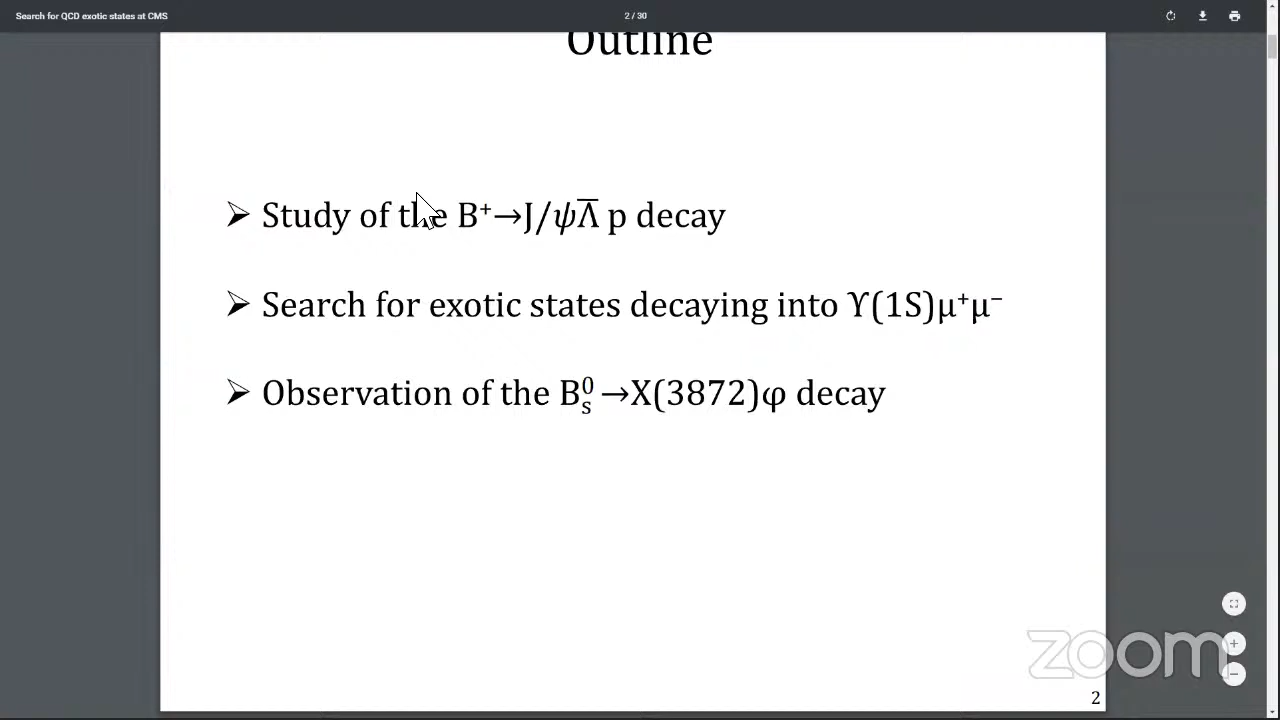 Search for QCD exotic states at CMS
2 / 30
Outline
➢ Study of the B⁺→J/ψΛ̅ p decay
➢ Search for exotic states decaying into ϒ(1S)μ⁺μ⁻
➢ Observation of the B⁰ₛ →X(3872)φ decay
zoom
2